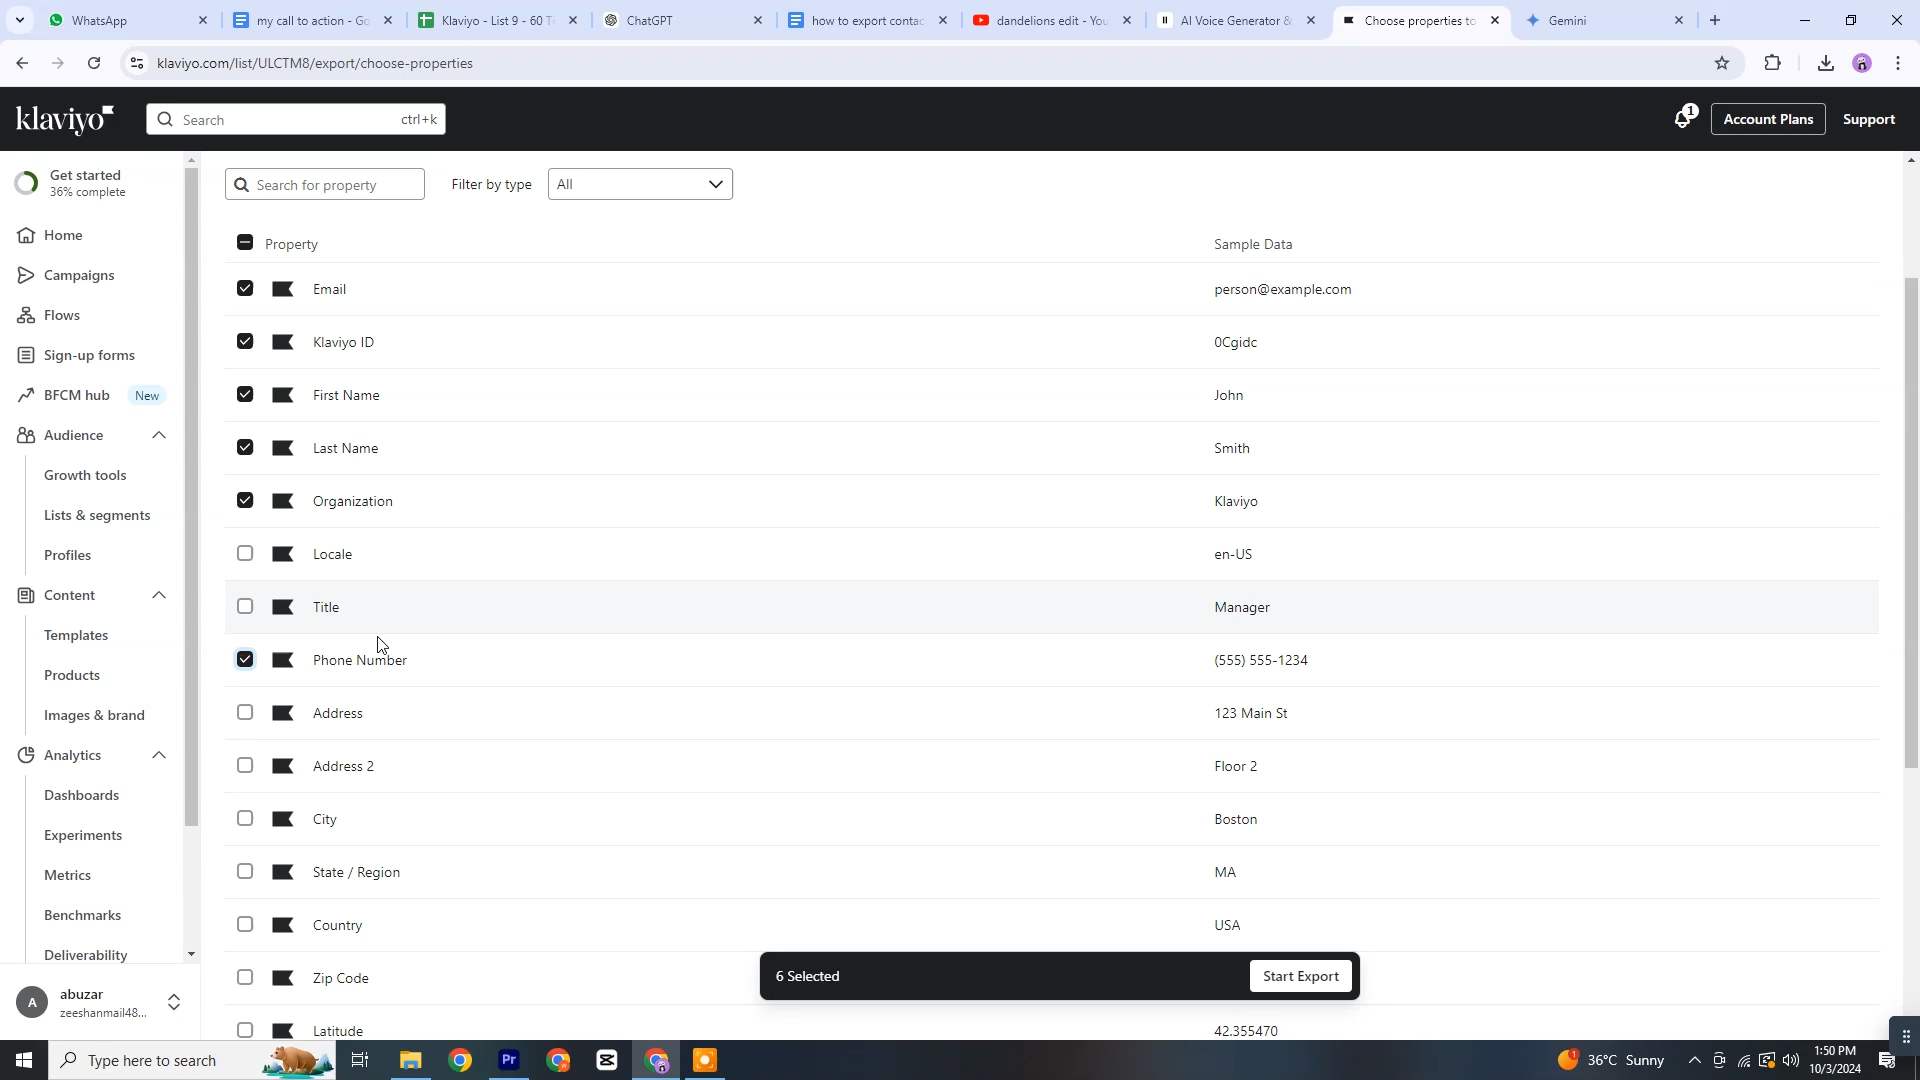 WhatsApp
my call to action - Go
Klaviyo - List 9 - 60 Ti
ChatGPT
how to export contac
dandelions edit - You
AI Voice Generator &
Choose properties to
Gemini
klaviyo.com/list/ULCTM8/export/choose-properties
klaviyo
Search
ctrl+k
1
Account Plans
Support
Get started
36% complete
Home
Campaigns
Flows
Sign-up forms
BFCM hub
New
Audience
Growth tools
Lists & segments
Profiles
Content
Templates
Products
Images & brand
Analytics
Dashboards
Experiments
Metrics
Benchmarks
Deliverability
A
abuzar
zeeshanmail48...
Search for property
Filter by type
All
Property
Sample Data
Email
person@example.com
Klaviyo ID
0Cgidc
First Name
John
Last Name
Smith
Organization
Klaviyo
Locale
en-US
Title
Manager
Phone Number
(555) 555-1234
Address
123 Main St
Address 2
Floor 2
City
Boston
State / Region
MA
Country
USA
Zip Code
6 Selected
Start Export
Latitude
42.355470
Type here to search
Pr
1
36°C Sunny
1:50 PM
10/3/2024